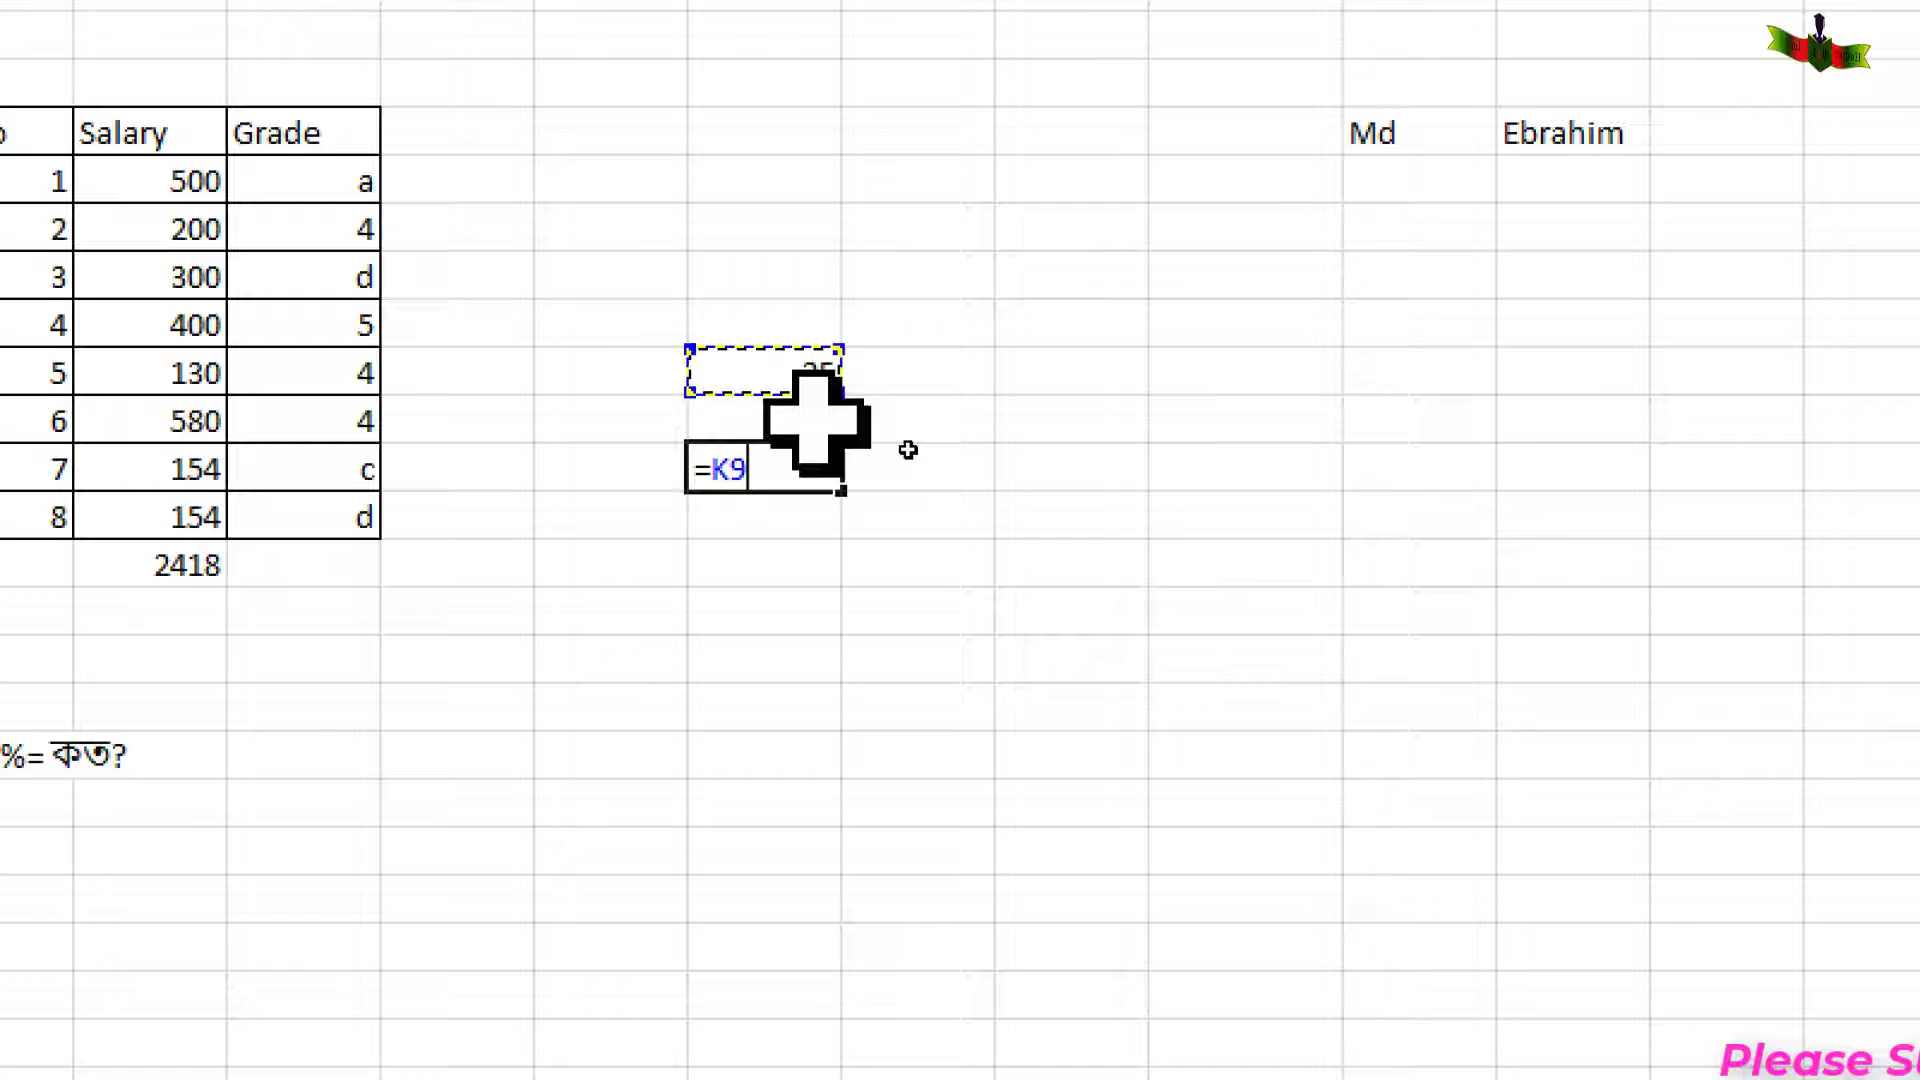 Salary Grade Md Ebrahim
1 500 a
2 200 4
3 300 d
4 400 5
5 130 4
6 580 4
=K9
7 154 c
8 154 d
2418
%= কত?
Please